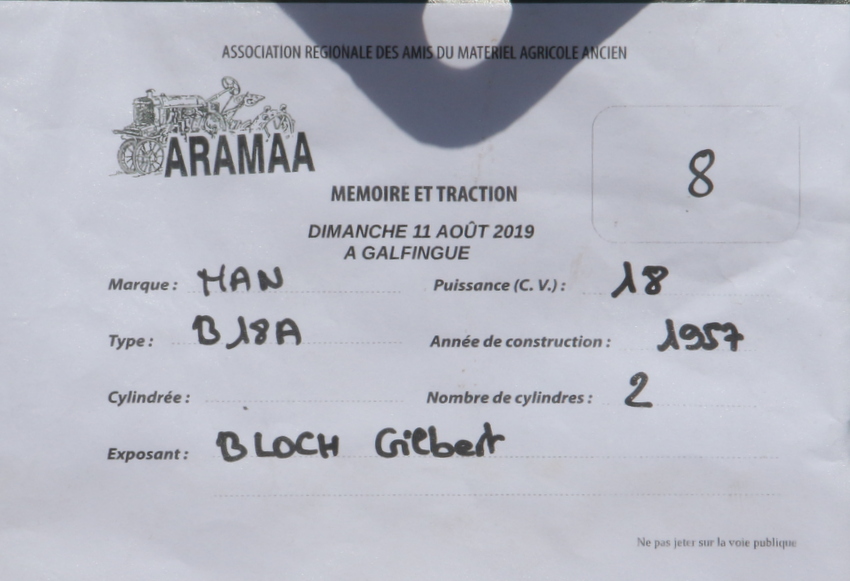 ASSOCIATION REGIONALE DES AMIS DU MATERIEL AGRICOLE ANCIEN
ARAMAA
8
MEMOIRE ET TRACTION
DIMANCHE 11 AOÛT 2019
A GALFINGUE
Marque : MAN Puissance (C. V.) : 18
Type : B18A Année de construction : 1957
Cylindrée : Nombre de cylindres : 2
Exposant : BLOCH Gilbert
Ne pas jeter sur la voie publique